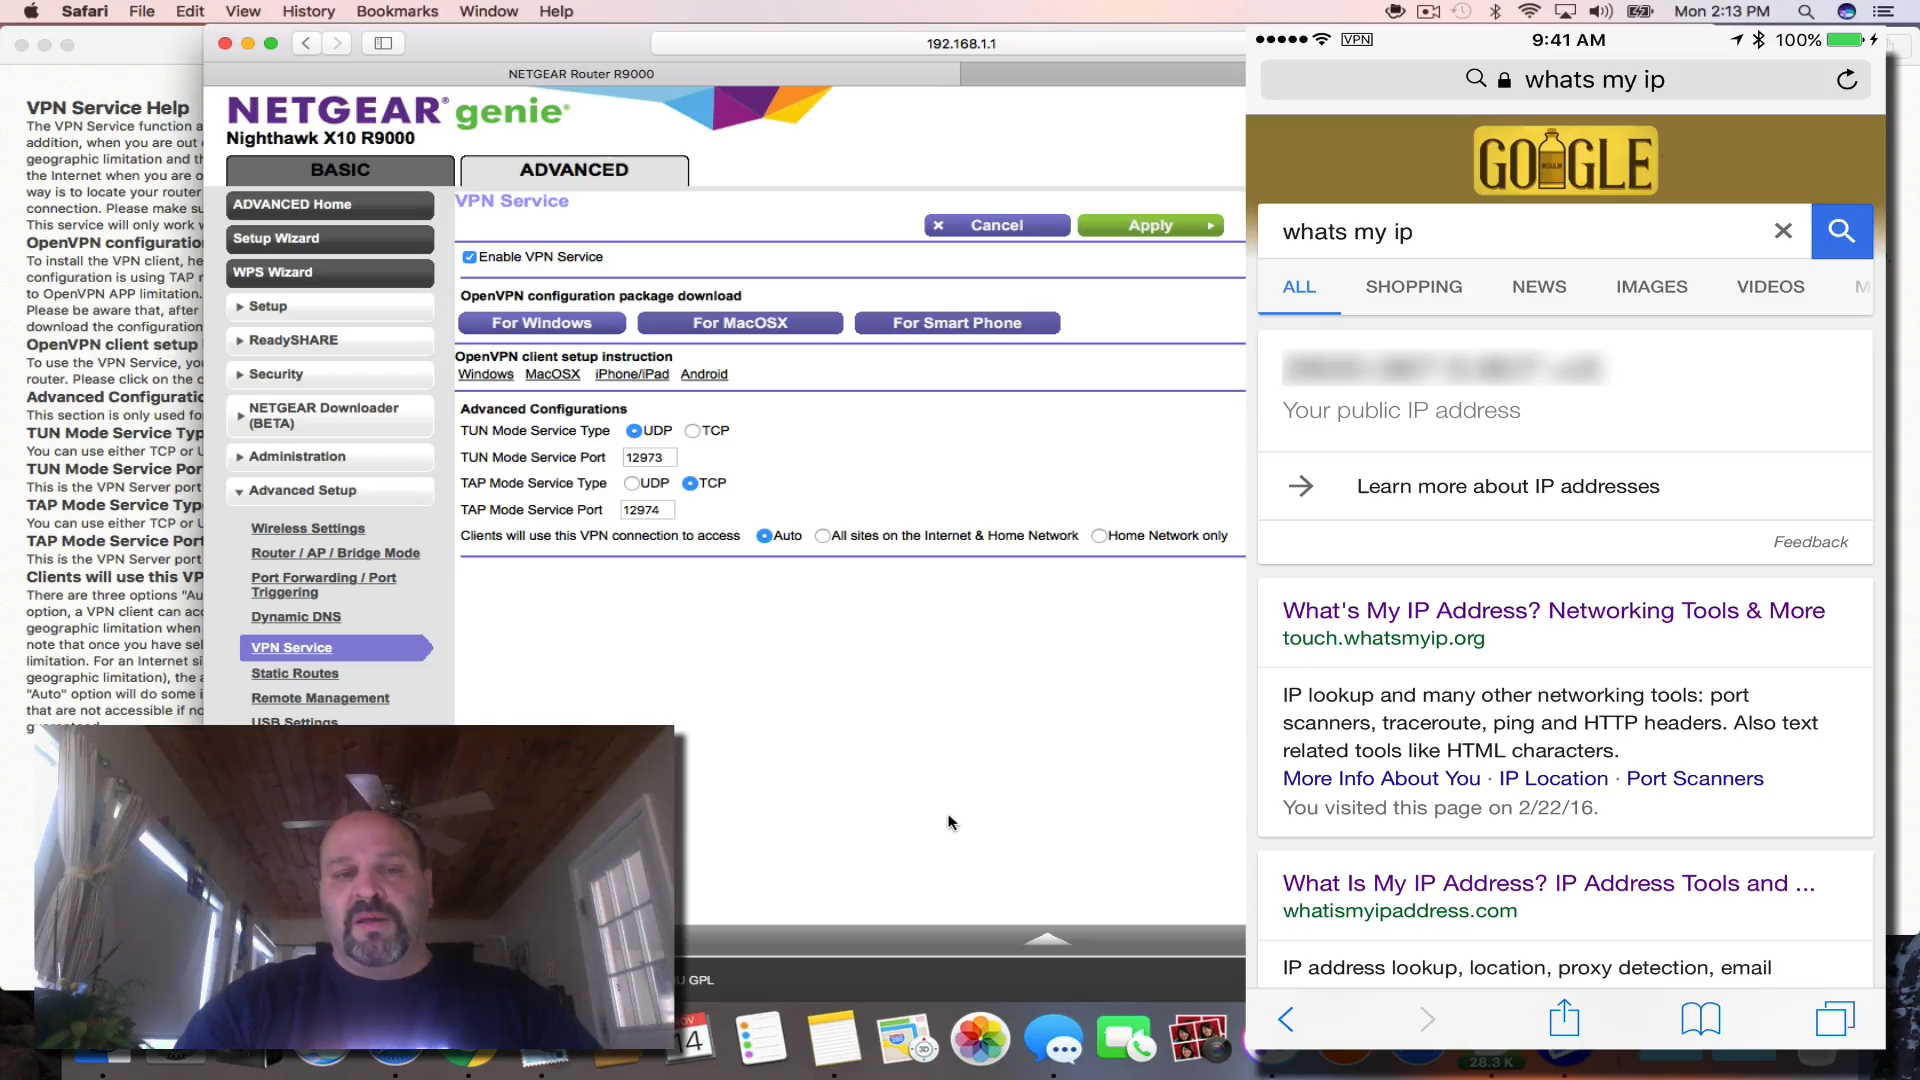 Safari File Edit View History Bookmarks Window Help
Mon 2:13 PM
192.168.1.1
NETGEAR Router R9000
VPN Service Help
The VPN Service function a
addition, when you are out
geographic limitation and th
the Internet when you are o
way is to locate your router
connection. Please make su
This service will only work w
OpenVPN configuratio
To install the VPN client, he
configuration is using TAP
to OpenVPN APP limitation.
Please be aware that, after
download the configuration
OpenVPN client setup
To use the VPN Service, you
router. Please click on the c
Advanced Configuratio
This section is only used fo
TUN Mode Service Typ
You can use either TCP or U
TUN Mode Service Por
This is the VPN Server port
TAP Mode Service Type
You can use either TCP or U
TAP Mode Service Port
This is the VPN Server port
Clients will use this VP
There are three options "Au
option, a VPN client can acc
geographic limitation when
note that once you have sel
limitation. For an Internet si
geographic limitation), the a
"Auto" option will do some i
that are not accessible if no
NETGEAR® genie®
Nighthawk X10 R9000
BASIC ADVANCED
ADVANCED Home
Setup Wizard
WPS Wizard
Setup
ReadySHARE
Security
NETGEAR Downloader
(BETA)
Administration
Advanced Setup
Wireless Settings
Router / AP / Bridge Mode
Port Forwarding / Port
Triggering
Dynamic DNS
VPN Service
Static Routes
Remote Management
USB Settings
VPN Service
Cancel Apply
Enable VPN Service
OpenVPN configuration package download
For Windows For MacOSX For Smart Phone
OpenVPN client setup instruction
Windows MacOSX iPhone/iPad Android
Advanced Configurations
TUN Mode Service Type UDP TCP
TUN Mode Service Port 12973
TAP Mode Service Type UDP TCP
TAP Mode Service Port 12974
Clients will use this VPN connection to access Auto All sites on the Internet & Home Network Home Network only
GPL
VPN 9:41 AM 100%
whats my ip
GOOGLE
INSULIN
whats my ip
ALL SHOPPING NEWS IMAGES VIDEOS M
Your public IP address
Learn more about IP addresses
Feedback
What's My IP Address? Networking Tools & More
touch.whatsmyip.org
IP lookup and many other networking tools: port
scanners, traceroute, ping and HTTP headers. Also text
related tools like HTML characters.
More Info About You · IP Location · Port Scanners
You visited this page on 2/22/16.
What Is My IP Address? IP Address Tools and ...
whatismyipaddress.com
IP address lookup, location, proxy detection, email
NOV
14
3D
28.3 K